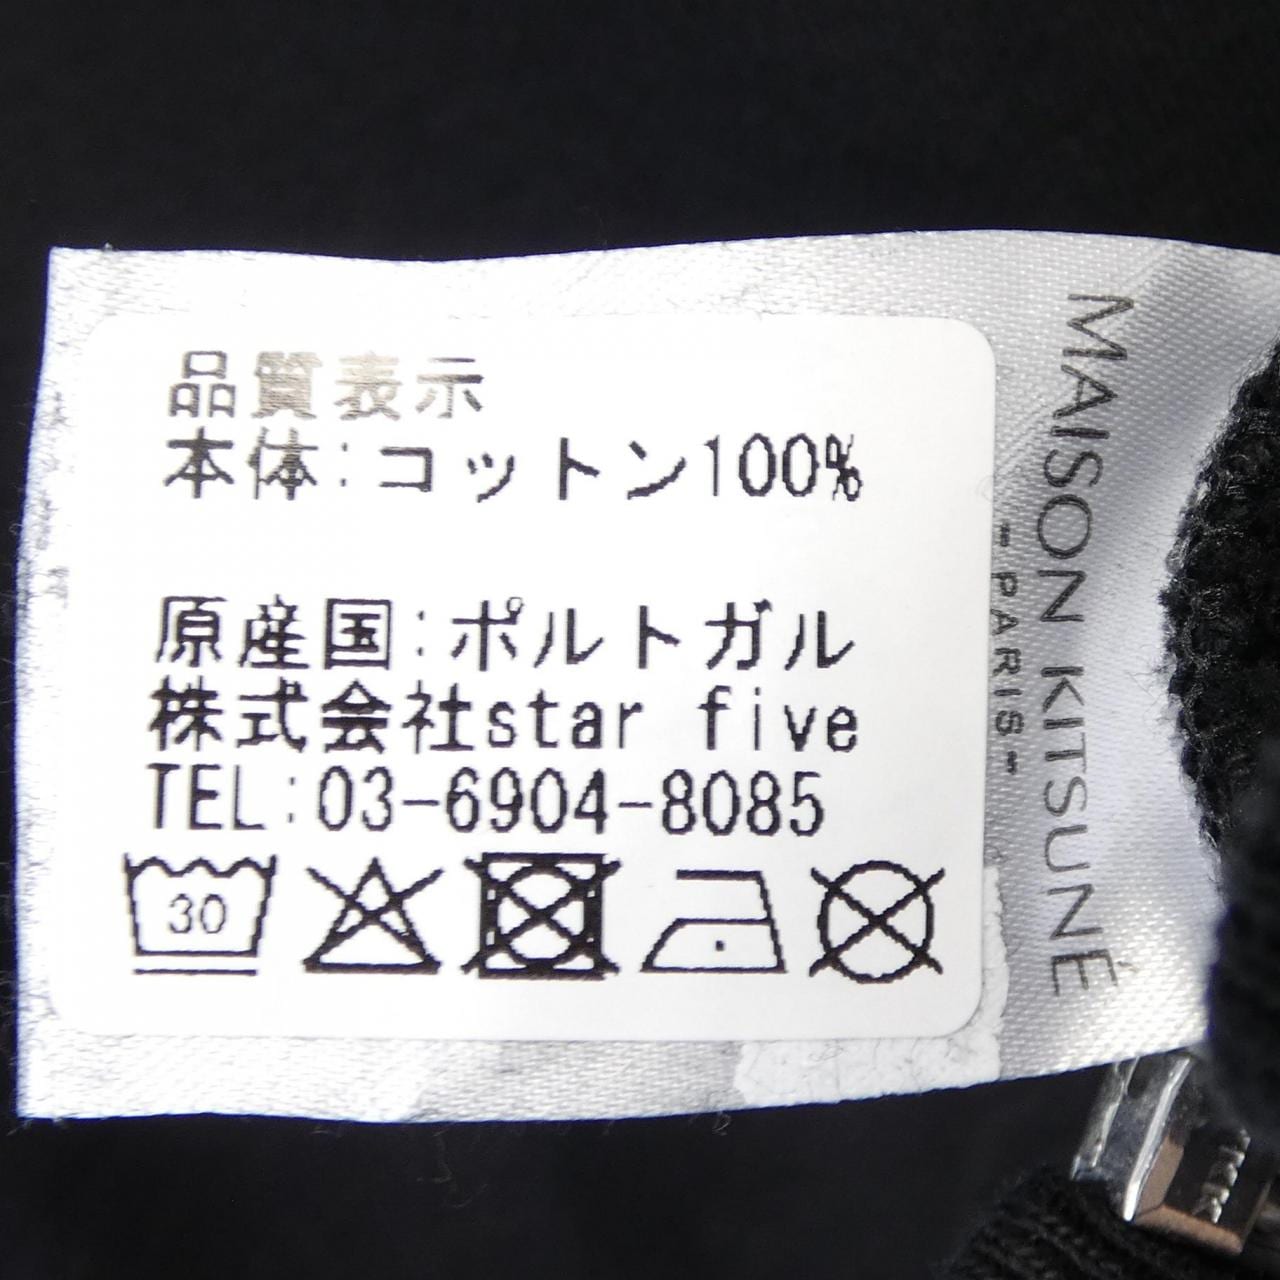 品質表示
本体:コットン100%
原産国:ポルトガル
株式会社star five
TEL:03-6904-8085
30
MAISON KITSUNÉ
-PARIS-